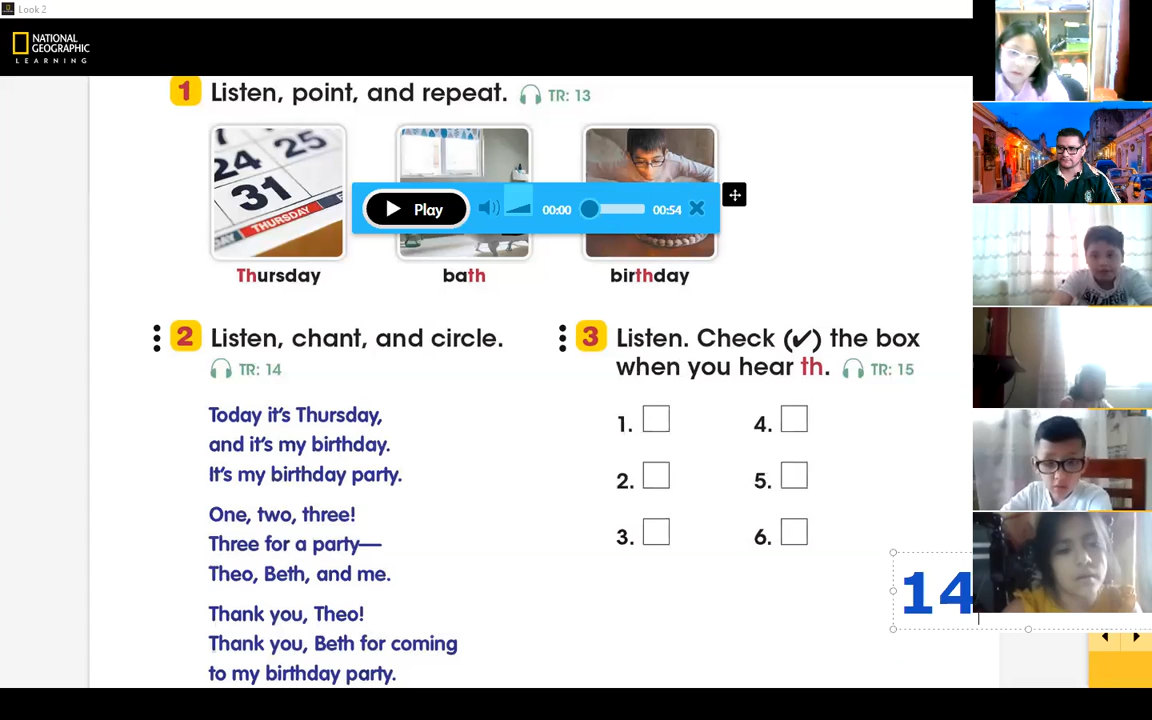 Look 2
NATIONAL
GEOGRAPHIC
LEARNING
1 Listen, point, and repeat. TR: 13
24 25
31
THURSDAY
Play 00:00 00:54
Thursday bath birthday
2 Listen, chant, and circle.
TR: 14
Today it's Thursday,
and it's my birthday.
It's my birthday party.
One, two, three!
Three for a party—
Theo, Beth, and me.
Thank you, Theo!
Thank you, Beth for coming
to my birthday party.
3 Listen. Check (✔) the box
when you hear th. TR: 15
1. 4.
2. 5.
3. 6.
14